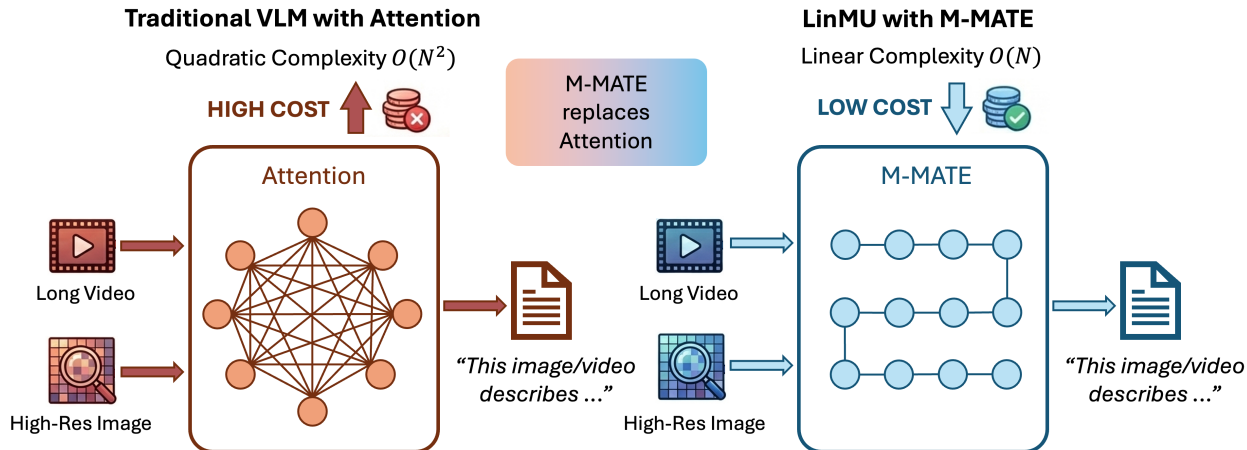 Traditional VLM with Attention
Quadratic Complexity O(N²)
HIGH COST
Attention
Long Video
High-Res Image
“This image/video
describes ...”
M-MATE
replaces
Attention
LinMU with M-MATE
Linear Complexity O(N)
LOW COST
M-MATE
Long Video
High-Res Image
“This image/video
describes ...”